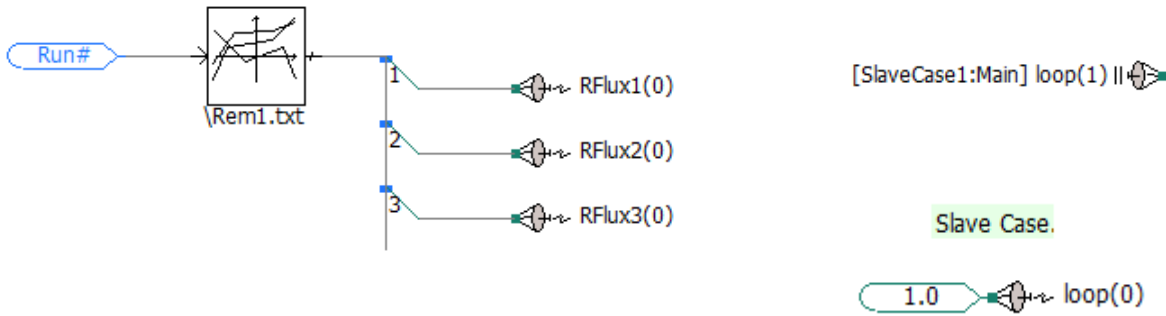 Run#
\Rem1.txt
1
RFlux1(0)
2
RFlux2(0)
3
RFlux3(0)
[SlaveCase1:Main] loop(1)
Slave Case.
1.0
loop(0)